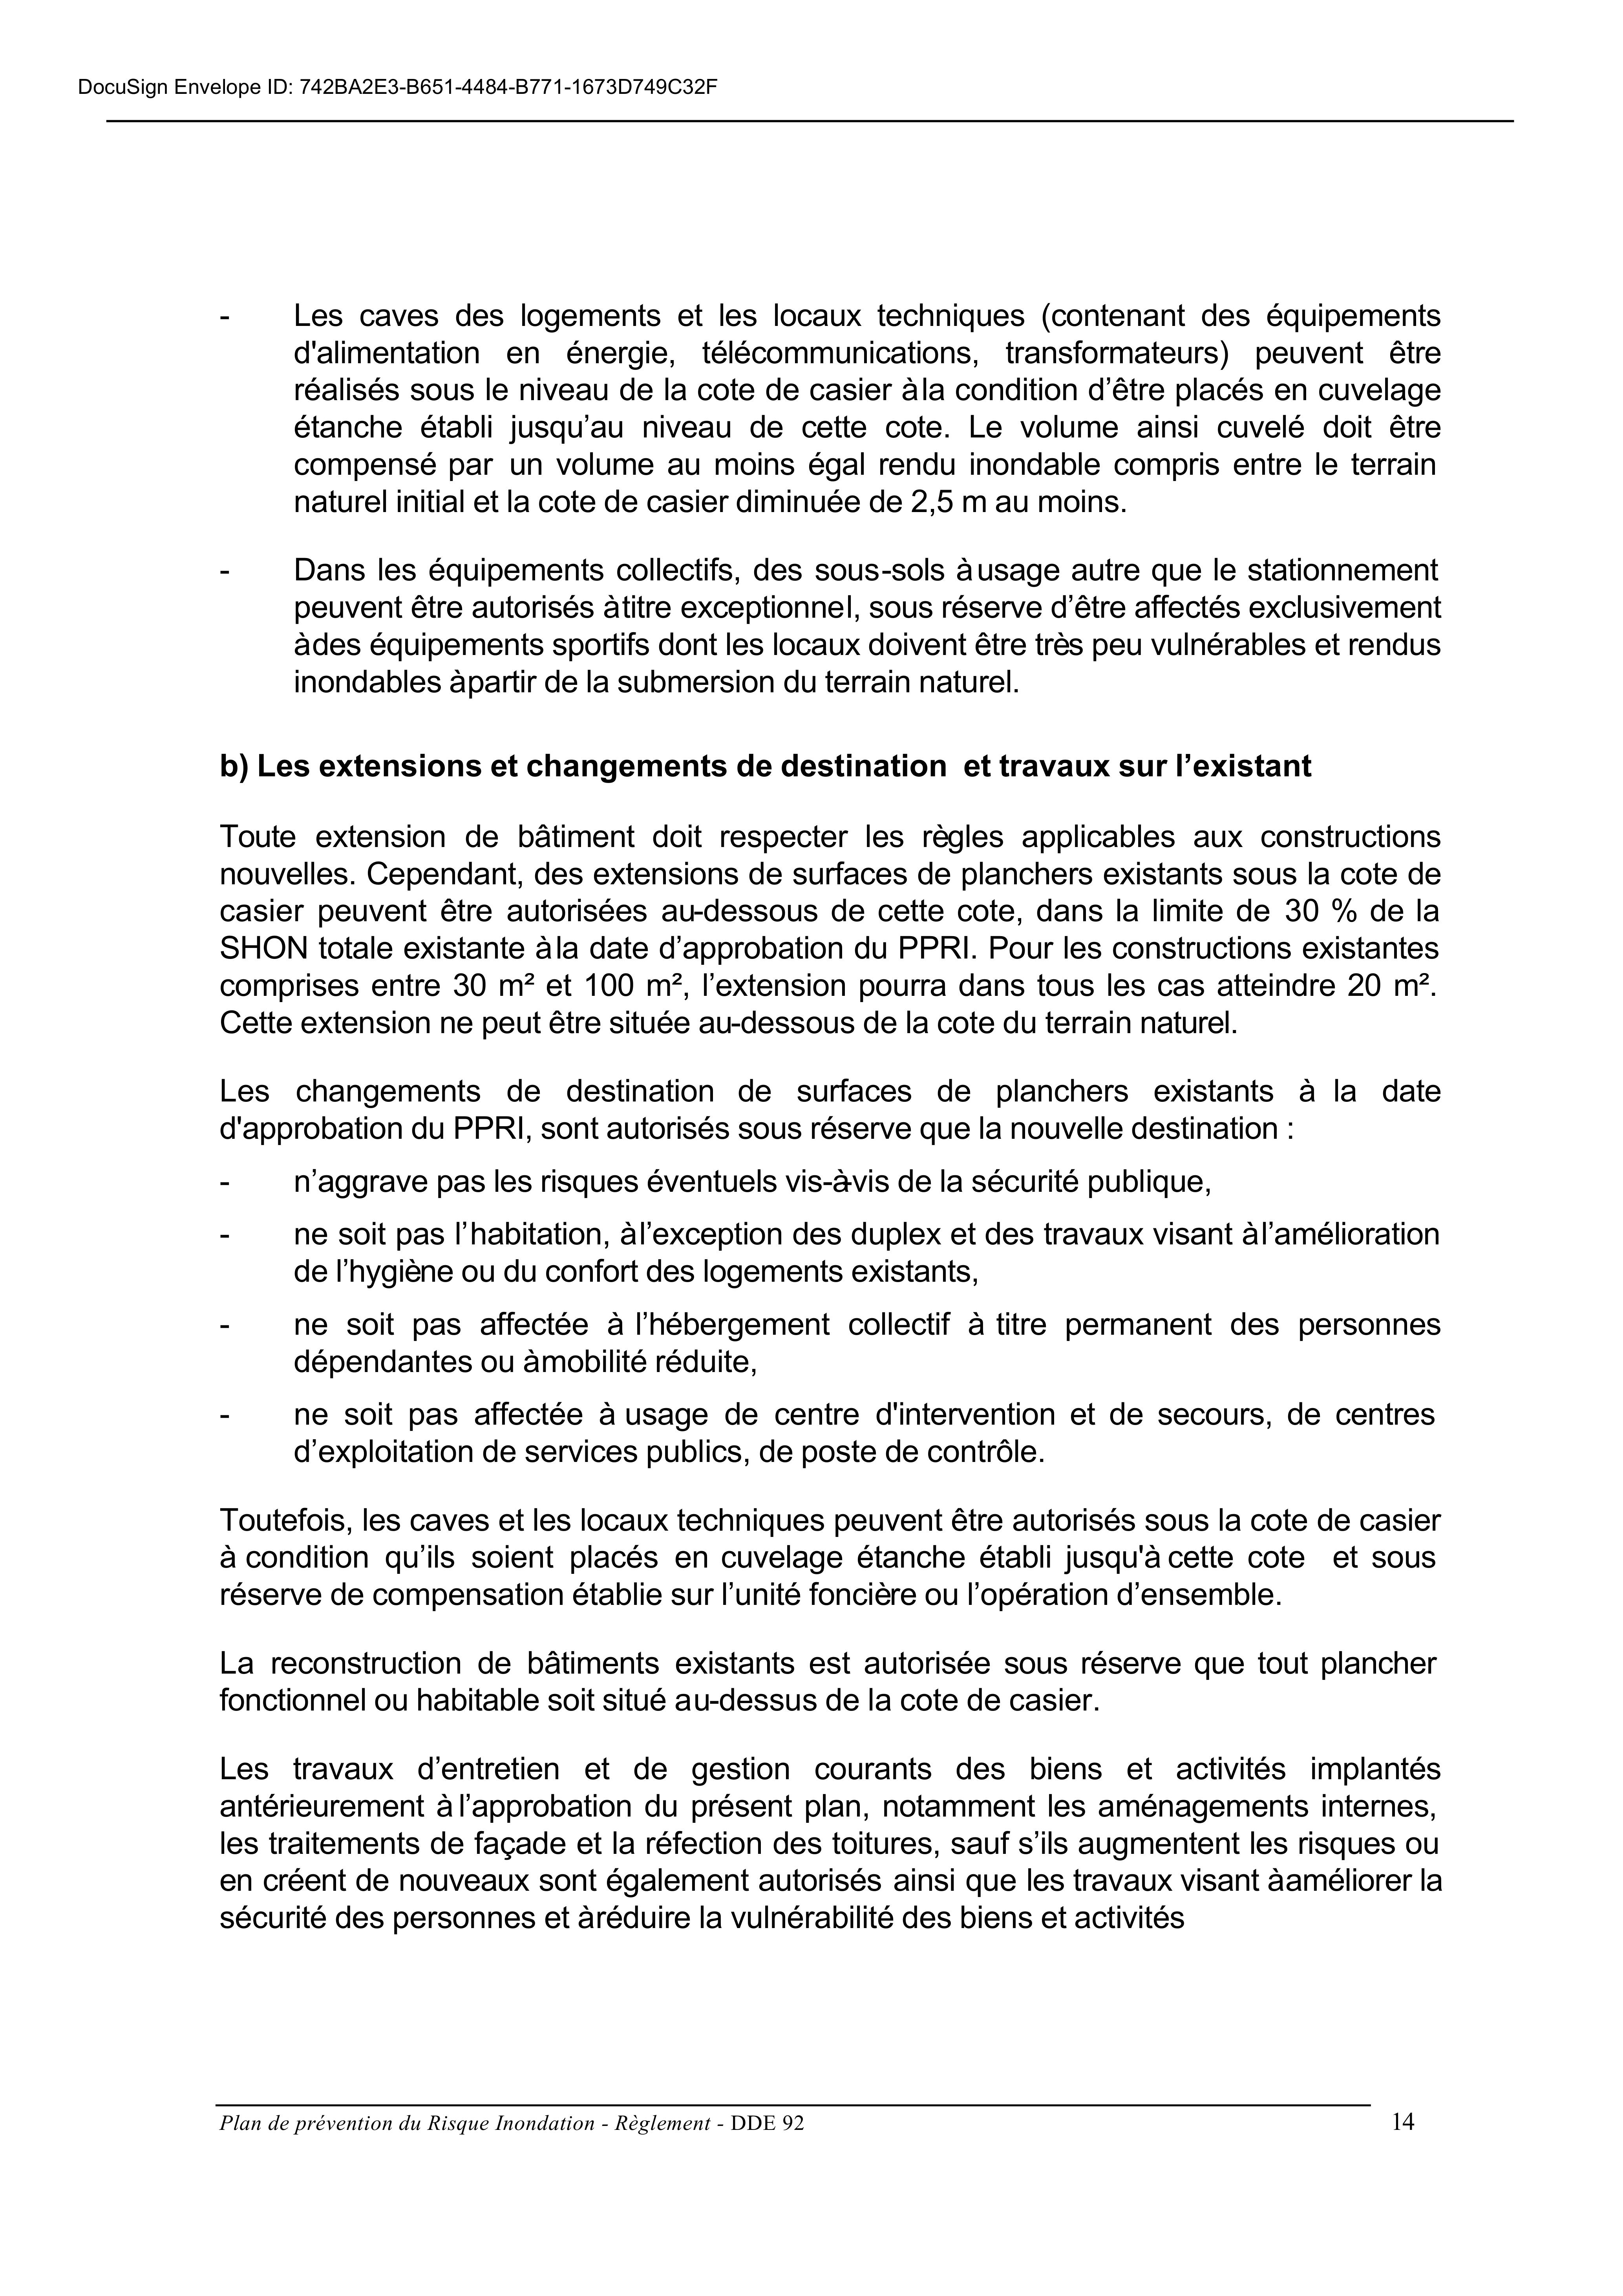 DocuSign Envelope ID: 742BA2E3-B651-4484-B771-1673D749C32F
- Les caves des logements et les locaux techniques (contenant des équipements
d'alimentation en énergie, télécommunications, transformateurs) peuvent être
réalisés sous le niveau de la cote de casier à la condition d’être placés en cuvelage
étanche établi jusqu’au niveau de cette cote. Le volume ainsi cuvelé doit être
compensé par un volume au moins égal rendu inondable compris entre le terrain
naturel initial et la cote de casier diminuée de 2,5 m au moins.
- Dans les équipements collectifs, des sous-sols à usage autre que le stationnement
peuvent être autorisés à titre exceptionnel, sous réserve d’être affectés exclusivement
à des équipements sportifs dont les locaux doivent être très peu vulnérables et rendus
inondables à partir de la submersion du terrain naturel.
b) Les extensions et changements de destination et travaux sur l’existant
Toute extension de bâtiment doit respecter les règles applicables aux constructions
nouvelles. Cependant, des extensions de surfaces de planchers existants sous la cote de
casier peuvent être autorisées au-dessous de cette cote, dans la limite de 30 % de la
SHON totale existante à la date d’approbation du PPRI. Pour les constructions existantes
comprises entre 30 m² et 100 m², l’extension pourra dans tous les cas atteindre 20 m².
Cette extension ne peut être située au-dessous de la cote du terrain naturel.
Les changements de destination de surfaces de planchers existants à la date
d'approbation du PPRI, sont autorisés sous réserve que la nouvelle destination :
- n’aggrave pas les risques éventuels vis-à-vis de la sécurité publique,
- ne soit pas l’habitation, à l’exception des duplex et des travaux visant à l’amélioration
de l’hygiène ou du confort des logements existants,
- ne soit pas affectée à l’hébergement collectif à titre permanent des personnes
dépendantes ou à mobilité réduite,
- ne soit pas affectée à usage de centre d'intervention et de secours, de centres
d’exploitation de services publics, de poste de contrôle.
Toutefois, les caves et les locaux techniques peuvent être autorisés sous la cote de casier
à condition qu’ils soient placés en cuvelage étanche établi jusqu'à cette cote et sous
réserve de compensation établie sur l’unité foncière ou l’opération d’ensemble.
La reconstruction de bâtiments existants est autorisée sous réserve que tout plancher
fonctionnel ou habitable soit situé au-dessus de la cote de casier.
Les travaux d’entretien et de gestion courants des biens et activités implantés
antérieurement à l’approbation du présent plan, notamment les aménagements internes,
les traitements de façade et la réfection des toitures, sauf s’ils augmentent les risques ou
en créent de nouveaux sont également autorisés ainsi que les travaux visant à améliorer la
sécurité des personnes et à réduire la vulnérabilité des biens et activités
Plan de prévention du Risque Inondation - Règlement - DDE 92 14